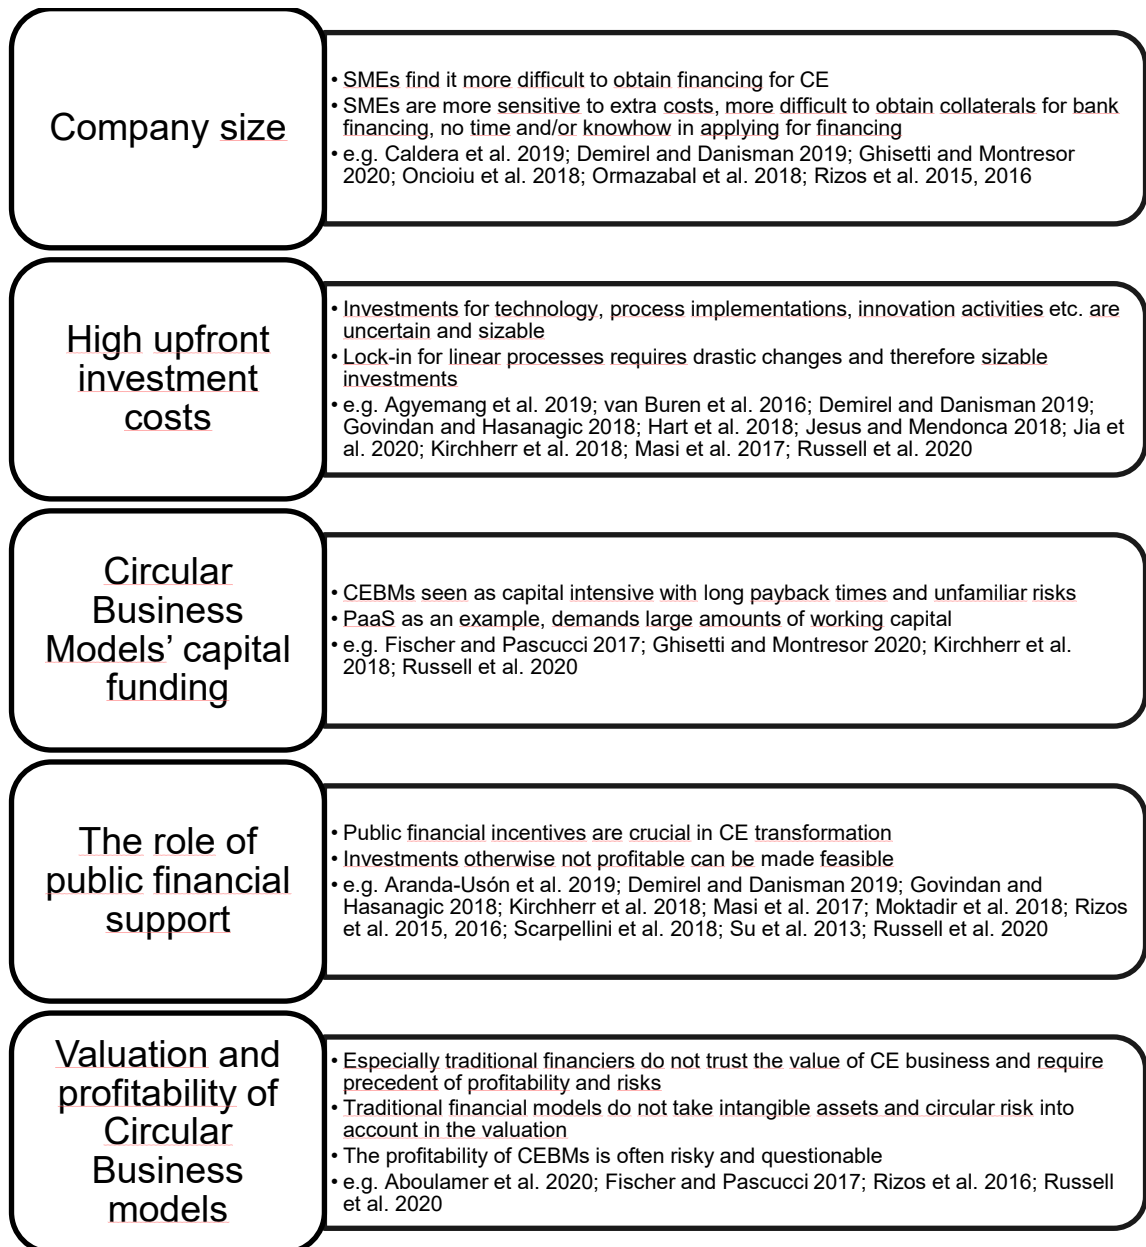 Company size
• SMEs find it more difficult to obtain financing for CE
• SMEs are more sensitive to extra costs, more difficult to obtain collaterals for bank
financing, no time and/or knowhow in applying for financing
• e.g. Caldera et al. 2019; Demirel and Danisman 2019; Ghisetti and Montresor
2020; Oncioiu et al. 2018; Ormazabal et al. 2018; Rizos et al. 2015, 2016
High upfront
investment
costs
• Investments for technology, process implementations, innovation activities etc. are
uncertain and sizable
• Lock-in for linear processes requires drastic changes and therefore sizable
investments
• e.g. Agyemang et al. 2019; van Buren et al. 2016; Demirel and Danisman 2019;
Govindan and Hasanagic 2018; Hart et al. 2018; Jesus and Mendonca 2018; Jia et
al. 2020; Kirchherr et al. 2018; Masi et al. 2017; Russell et al. 2020
Circular
Business
Models’ capital
funding
• CEBMs seen as capital intensive with long payback times and unfamiliar risks
• PaaS as an example, demands large amounts of working capital
• e.g. Fischer and Pascucci 2017; Ghisetti and Montresor 2020; Kirchherr et al.
2018; Russell et al. 2020
The role of
public financial
support
• Public financial incentives are crucial in CE transformation
• Investments otherwise not profitable can be made feasible
• e.g. Aranda-Usón et al. 2019; Demirel and Danisman 2019; Govindan and
Hasanagic 2018; Kirchherr et al. 2018; Masi et al. 2017; Moktadir et al. 2018; Rizos
et al. 2015, 2016; Scarpellini et al. 2018; Su et al. 2013; Russell et al. 2020
Valuation and
profitability of
Circular
Business
models
• Especially traditional financiers do not trust the value of CE business and require
precedent of profitability and risks
• Traditional financial models do not take intangible assets and circular risk into
account in the valuation
• The profitability of CEBMs is often risky and questionable
• e.g. Aboulamer et al. 2020; Fischer and Pascucci 2017; Rizos et al. 2016; Russell
et al. 2020